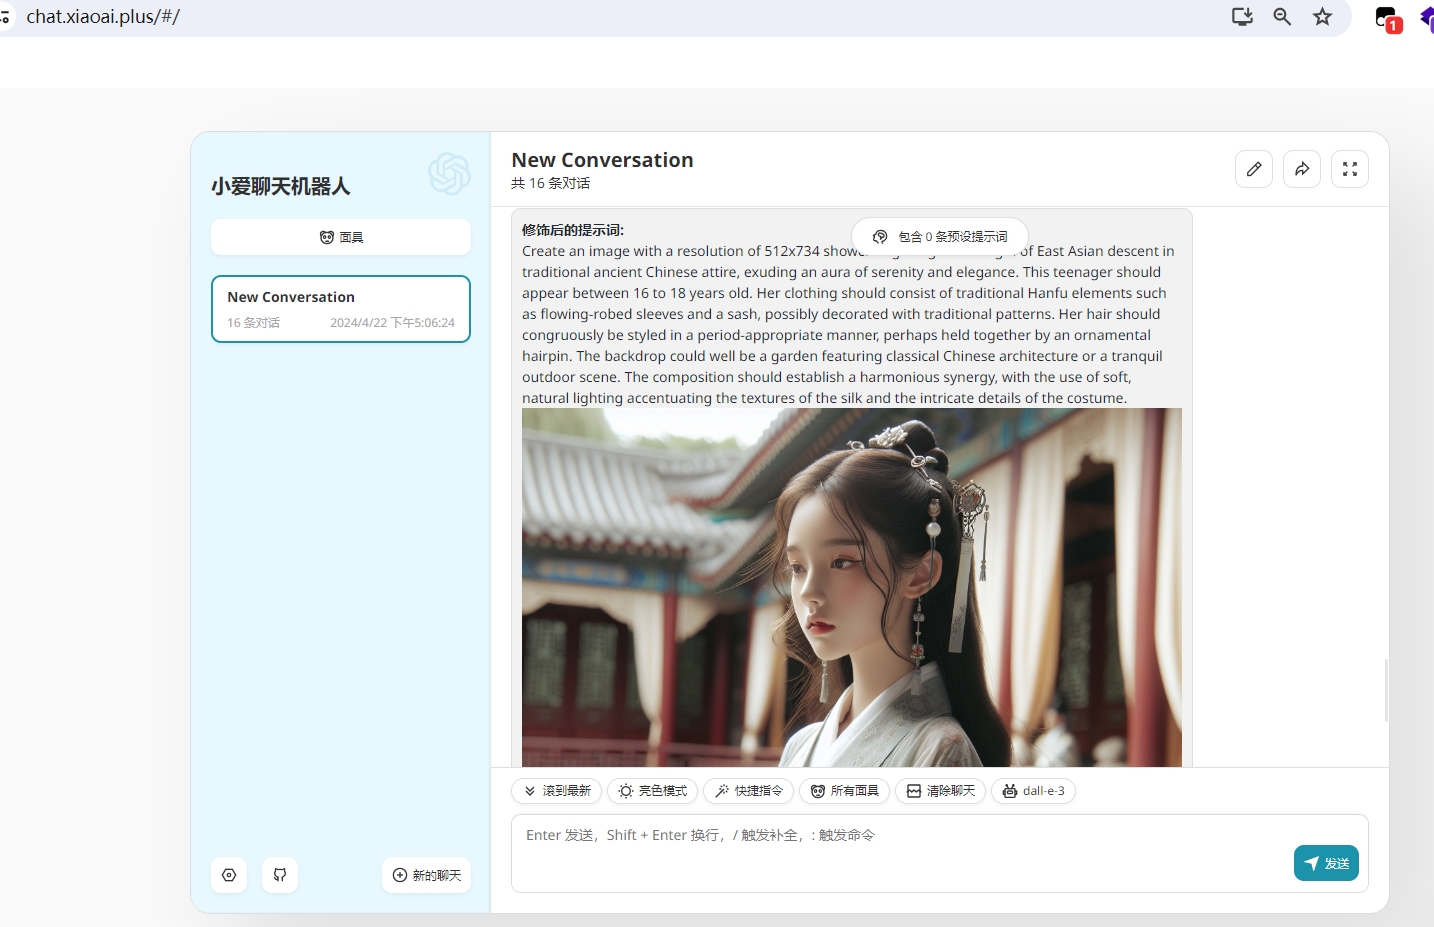 chat.xiaoai.plus/#/
1
小爱聊天机器人
面具
New Conversation
16 条对话
2024/4/22 下午5:06:24
新的聊天
New Conversation
共 16 条对话
包含 0 条预设提示词
修饰后的提示词:
Create an image with a resolution of 512x734 of East Asian descent in
traditional ancient Chinese attire, exuding an aura of serenity and elegance. This teenager should
appear between 16 to 18 years old. Her clothing should consist of traditional Hanfu elements such
as flowing-robed sleeves and a sash, possibly decorated with traditional patterns. Her hair should
congruously be styled in a period-appropriate manner, perhaps held together by an ornamental
hairpin. The backdrop could well be a garden featuring classical Chinese architecture or a tranquil
outdoor scene. The composition should establish a harmonious synergy, with the use of soft,
natural lighting accentuating the textures of the silk and the intricate details of the costume.
滚到最新
亮色模式
快捷指令
所有面具
清除聊天
dall-e-3
Enter 发送，Shift + Enter 换行，/ 触发补全，: 触发命令
发送